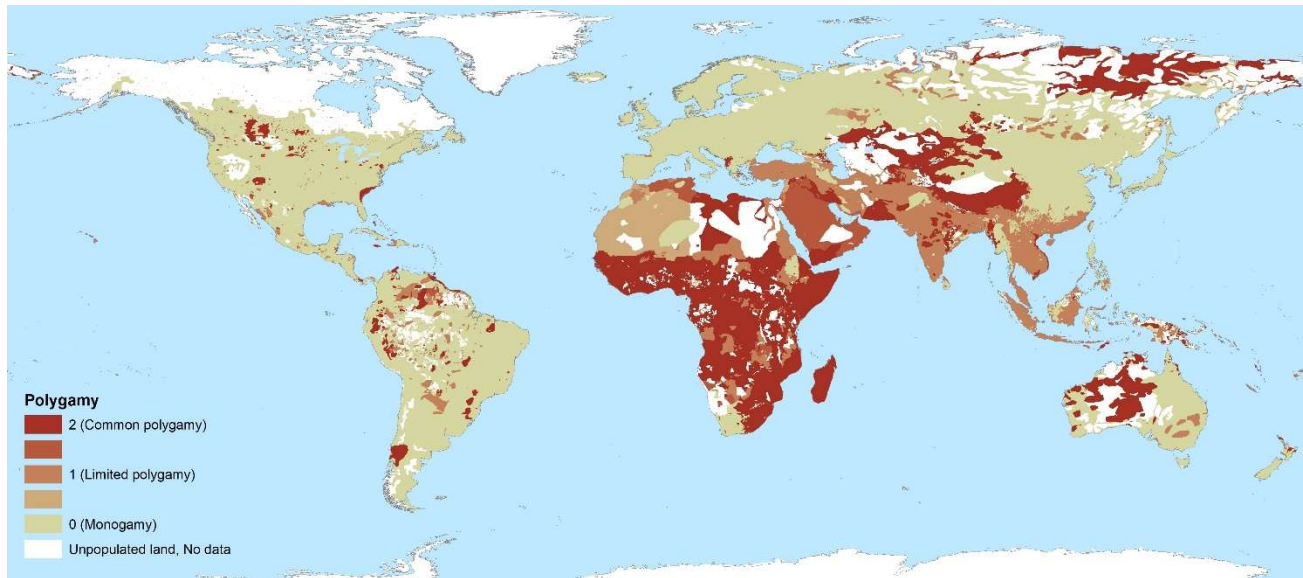 Polygamy
2 (Common polygamy)
1 (Limited polygamy)
0 (Monogamy)
Unpopulated land, No data